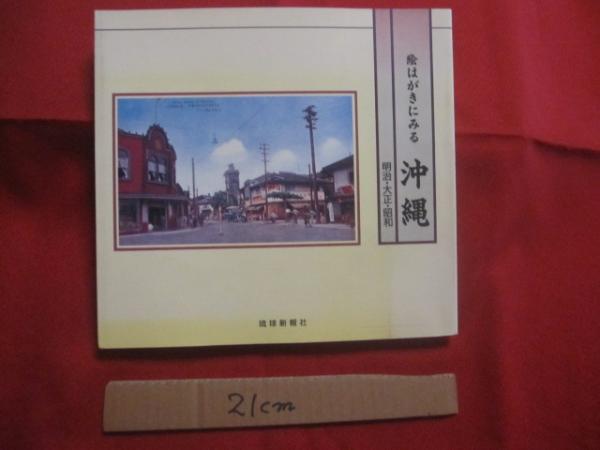 絵はがきにみる
沖縄
明治・大正・昭和
琉球新報社
21cm